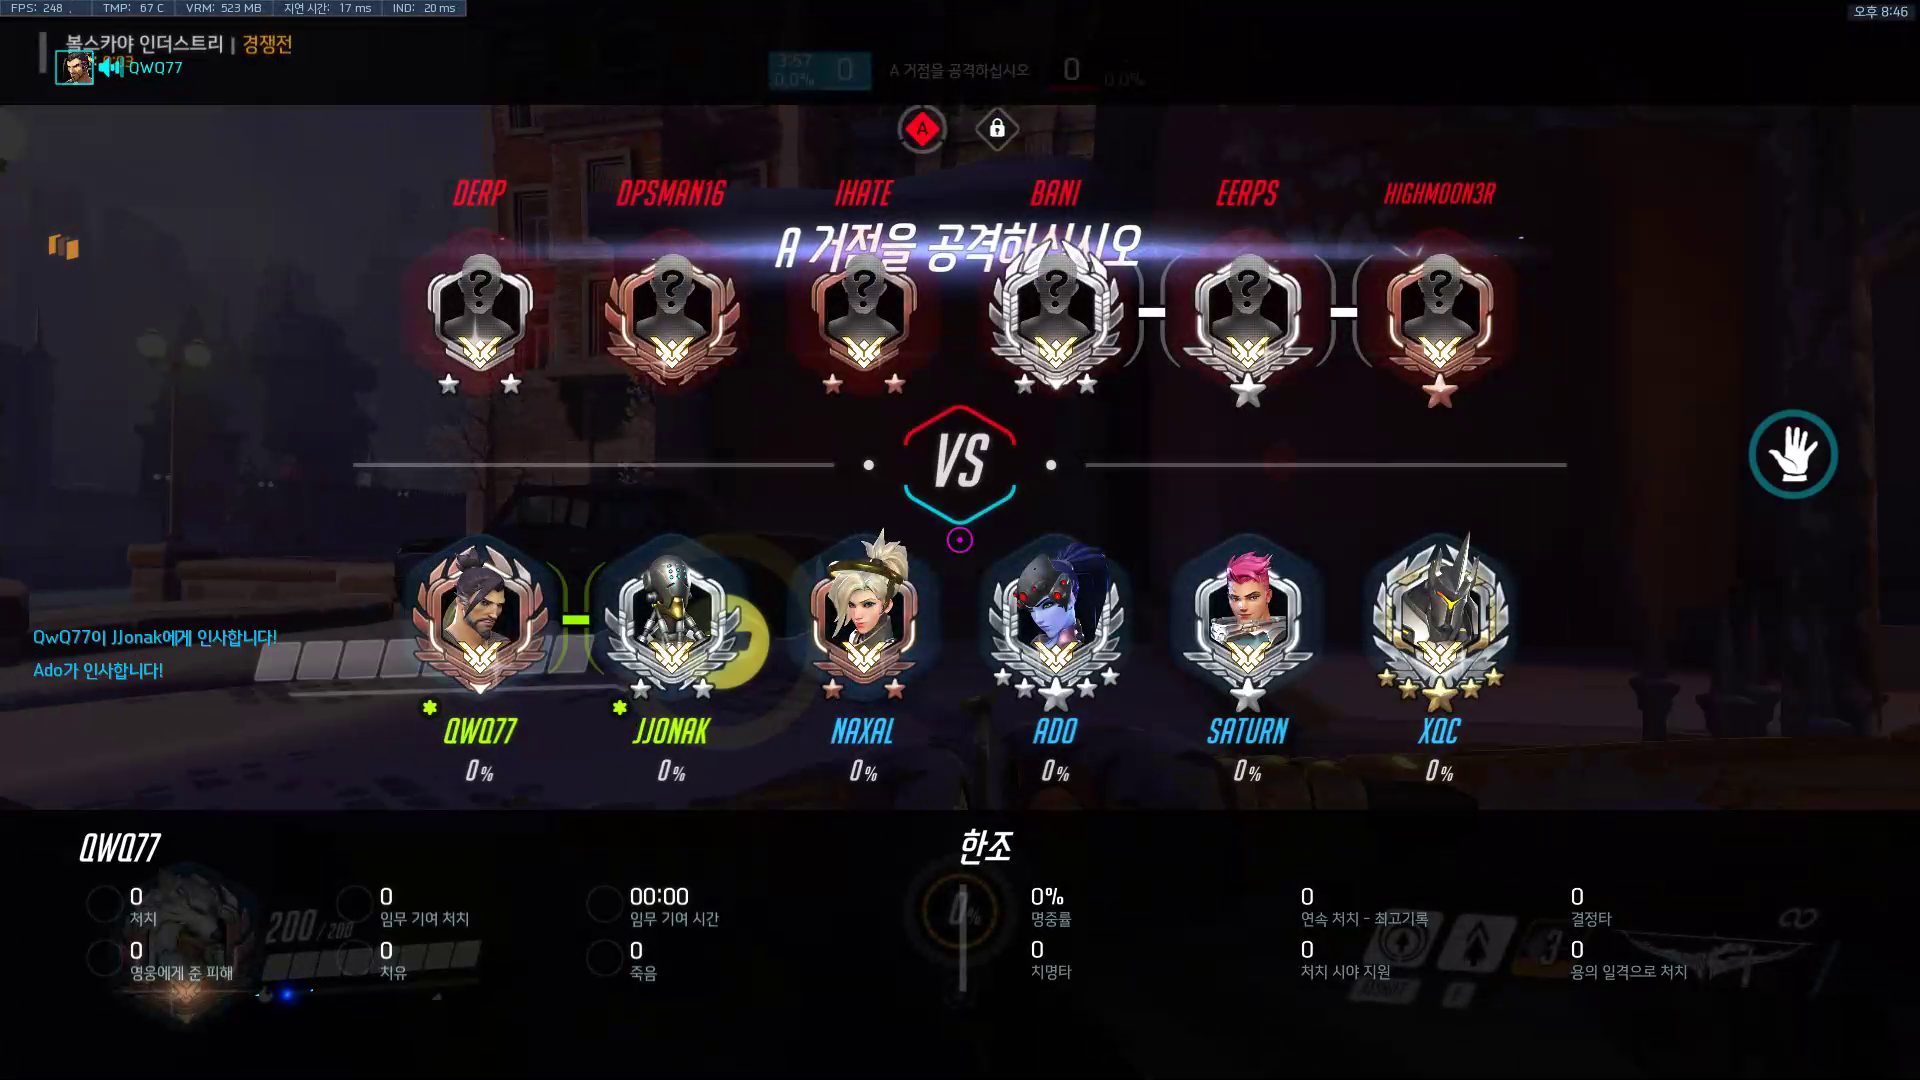 FPS: 248 , TMP: 67 C VRM: 523 MB 지연 시간: 17 ms IND: 20 ms
오후 8:46
볼스카야 인더스트리 | 경쟁전
QWQ77
3:57
0.0% 0 A 거점을 공격하십시오 0 0.0%
A
DERP DPSMAN16 IHATE BANI EERPS HIGHMOON3R
A 거점을 공격하십시오
VS
QwQ77이 JJonak에게 인사합니다!
Ado가 인사합니다!
QWQ77 JJONAK NAXAL ADO SATURN XQC
0% 0% 0% 0% 0% 0%
QWQ77 한조
0 0 00:00 0% 0 0
처치 임무 기여 처치 임무 기여 시간 명중률 연속 처치 - 최고기록 결정타
200/200
0%
3
0 0 0 0 0 0
영웅에게 준 피해 치유 죽음 치명타 처치 시야 지원 용의 일격으로 처치